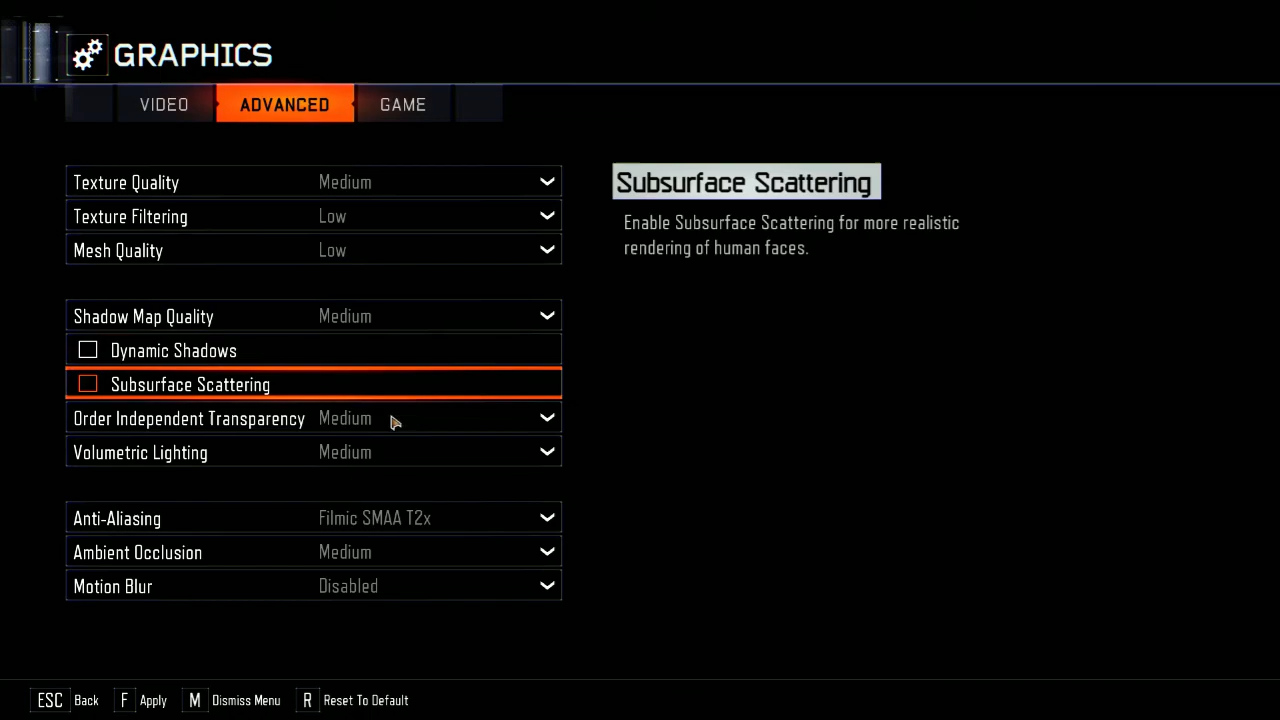 GRAPHICS
VIDEO ADVANCED GAME
Texture Quality Medium
Texture Filtering Low
Mesh Quality Low
Shadow Map Quality Medium
Dynamic Shadows
Subsurface Scattering
Order Independent Transparency Medium
Volumetric Lighting Medium
Anti-Aliasing Filmic SMAA T2x
Ambient Occlusion Medium
Motion Blur Disabled
Subsurface Scattering
Enable Subsurface Scattering for more realistic
rendering of human faces.
ESC Back F Apply M Dismiss Menu R Reset To Default